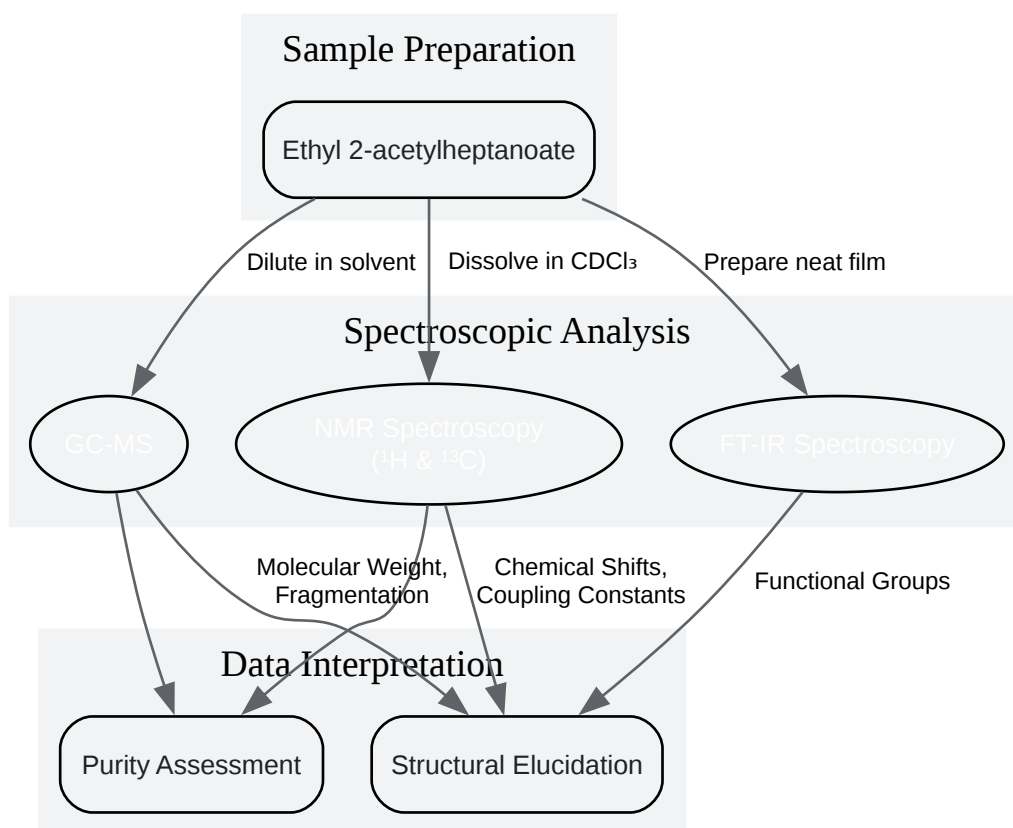 Sample Preparation
Ethyl 2-acetylheptanoate
Dilute in solvent
Dissolve in CDCl₃
Prepare neat film
Spectroscopic Analysis
GC-MS
NMR Spectroscopy
(¹H & ¹³C)
FT-IR Spectroscopy
Molecular Weight,
Fragmentation
Chemical Shifts,
Coupling Constants
Functional Groups
Data Interpretation
Purity Assessment
Structural Elucidation